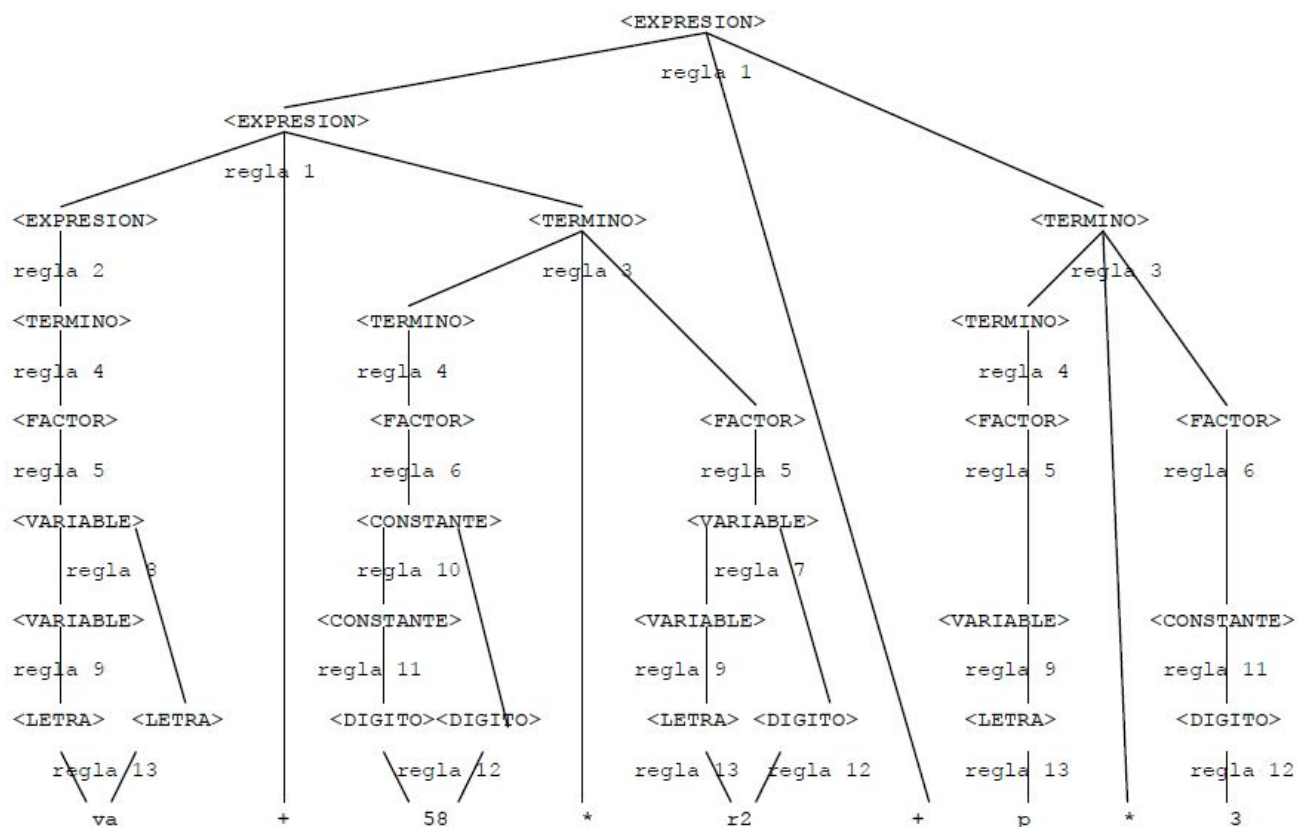 <EXPRESION>
regla 1
<EXPRESION>
regla 1
<EXPRESION> <TERMINO> <TERMINO>
regla 2 regla 3 regla 3
<TERMINO> <TERMINO> <TERMINO>
regla 4 regla 4 regla 4
<FACTOR> <FACTOR> <FACTOR> <FACTOR> <FACTOR>
regla 5 regla 6 regla 5 regla 5 regla 6
<VARIABLE> <CONSTANTE> <VARIABLE>
regla 8 regla 10 regla 7
<VARIABLE> <CONSTANTE> <VARIABLE> <VARIABLE> <CONSTANTE>
regla 9 regla 11 regla 9 regla 9 regla 11
<LETRA> <LETRA> <DIGITO><DIGITO> <LETRA> <DIGITO> <LETRA> <DIGITO>
regla 13 regla 12 regla 13 regla 12 regla 13 regla 12
va + 58 * r2 + p * 3